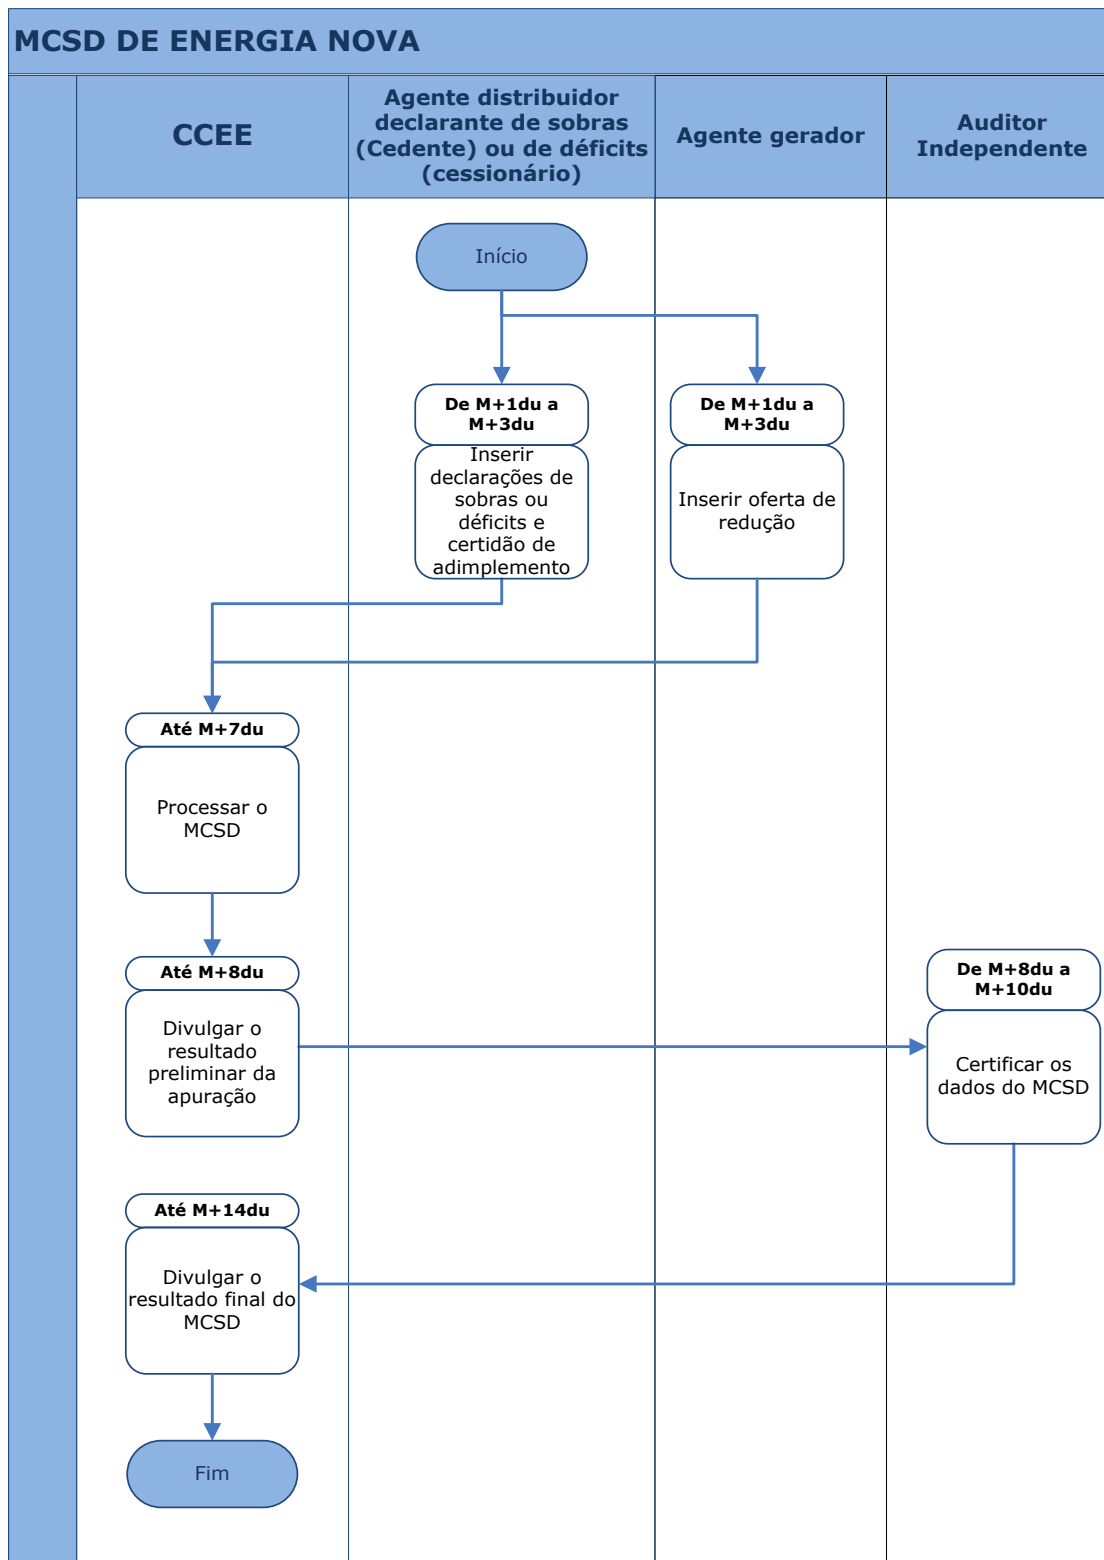 MCSD DE ENERGIA NOVA
CCEE
Agente distribuidor
declarante de sobras
(Cedente) ou de déficits
(cessionário)
Agente gerador
Auditor
Independente
Início
De M+1du a
M+3du
Inserir
declarações de
sobras ou
déficits e
certidão de
adimplemento
De M+1du a
M+3du
Inserir oferta de
redução
Até M+7du
Processar o
MCSD
Até M+8du
Divulgar o
resultado
preliminar da
apuração
De M+8du a
M+10du
Certificar os
dados do MCSD
Até M+14du
Divulgar o
resultado final do
MCSD
Fim